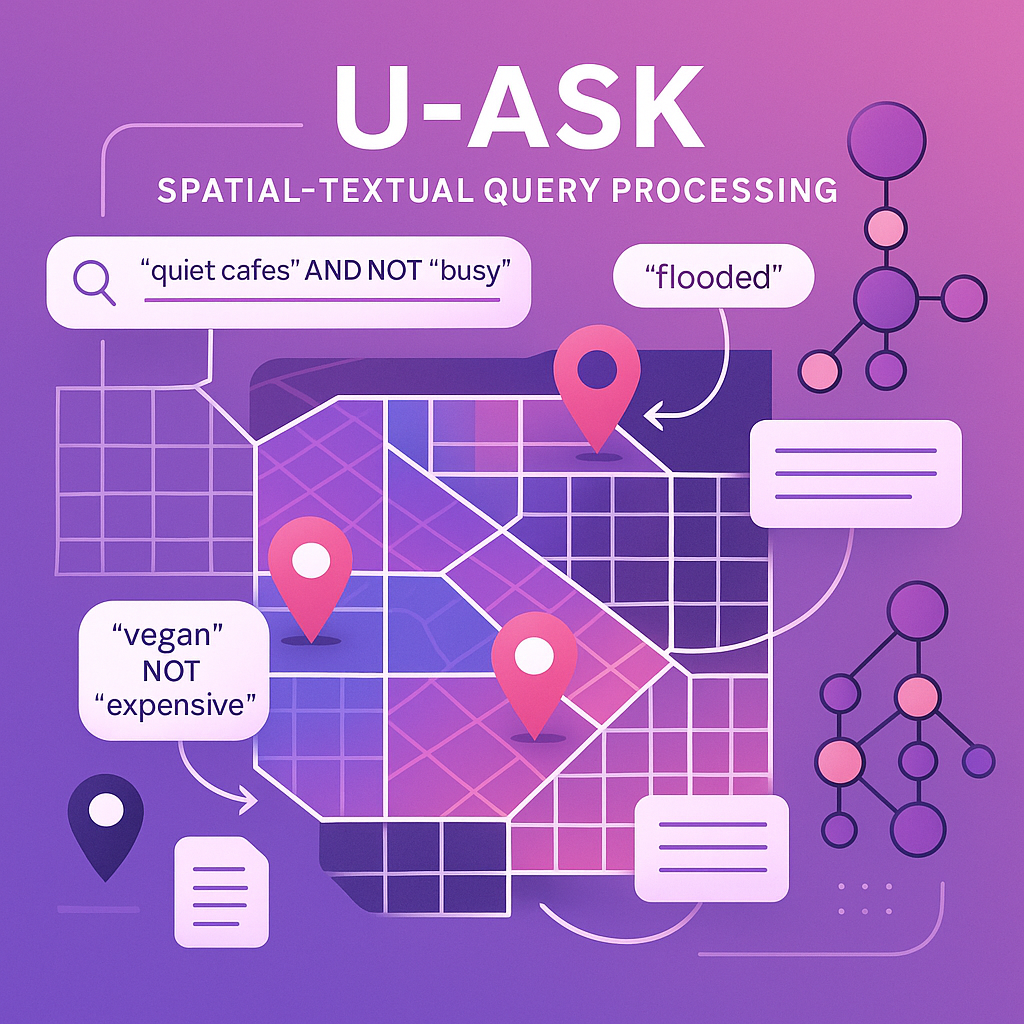 U-ASK
SPATIAL-TEXTUAL QUERY PROCESSING
“quiet cafes” AND NOT “busy”
“flooded”
“vegan”
NOT
“expensive”